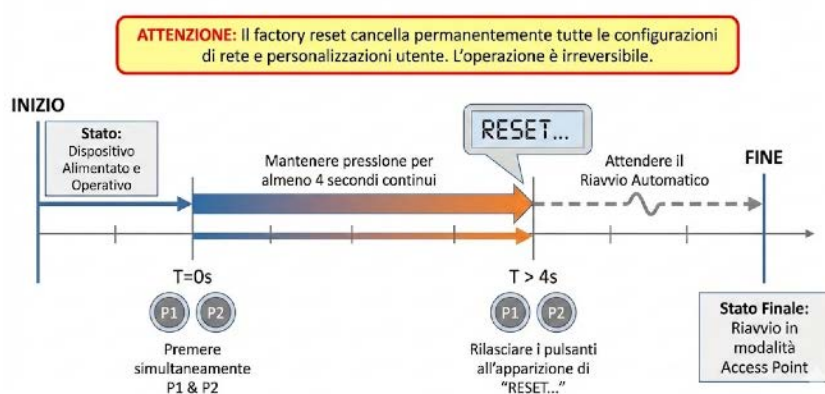 ATTENZIONE: Il factory reset cancella permanentemente tutte le configurazioni
di rete e personalizzazioni utente. L'operazione è irreversibile.
INIZIO
Stato:
Dispositivo
Alimentato e
Operativo
Mantenere pressione per
almeno 4 secondi continui
RESET...
Attendere il
Riavvio Automatico
FINE
T=0s
P1 P2
Premere
simultaneamente
P1 & P2
T > 4s
P1 P2
Rilasciare i pulsanti
all'apparizione di
"RESET..."
Stato Finale:
Riavvio in
modalità
Access Point